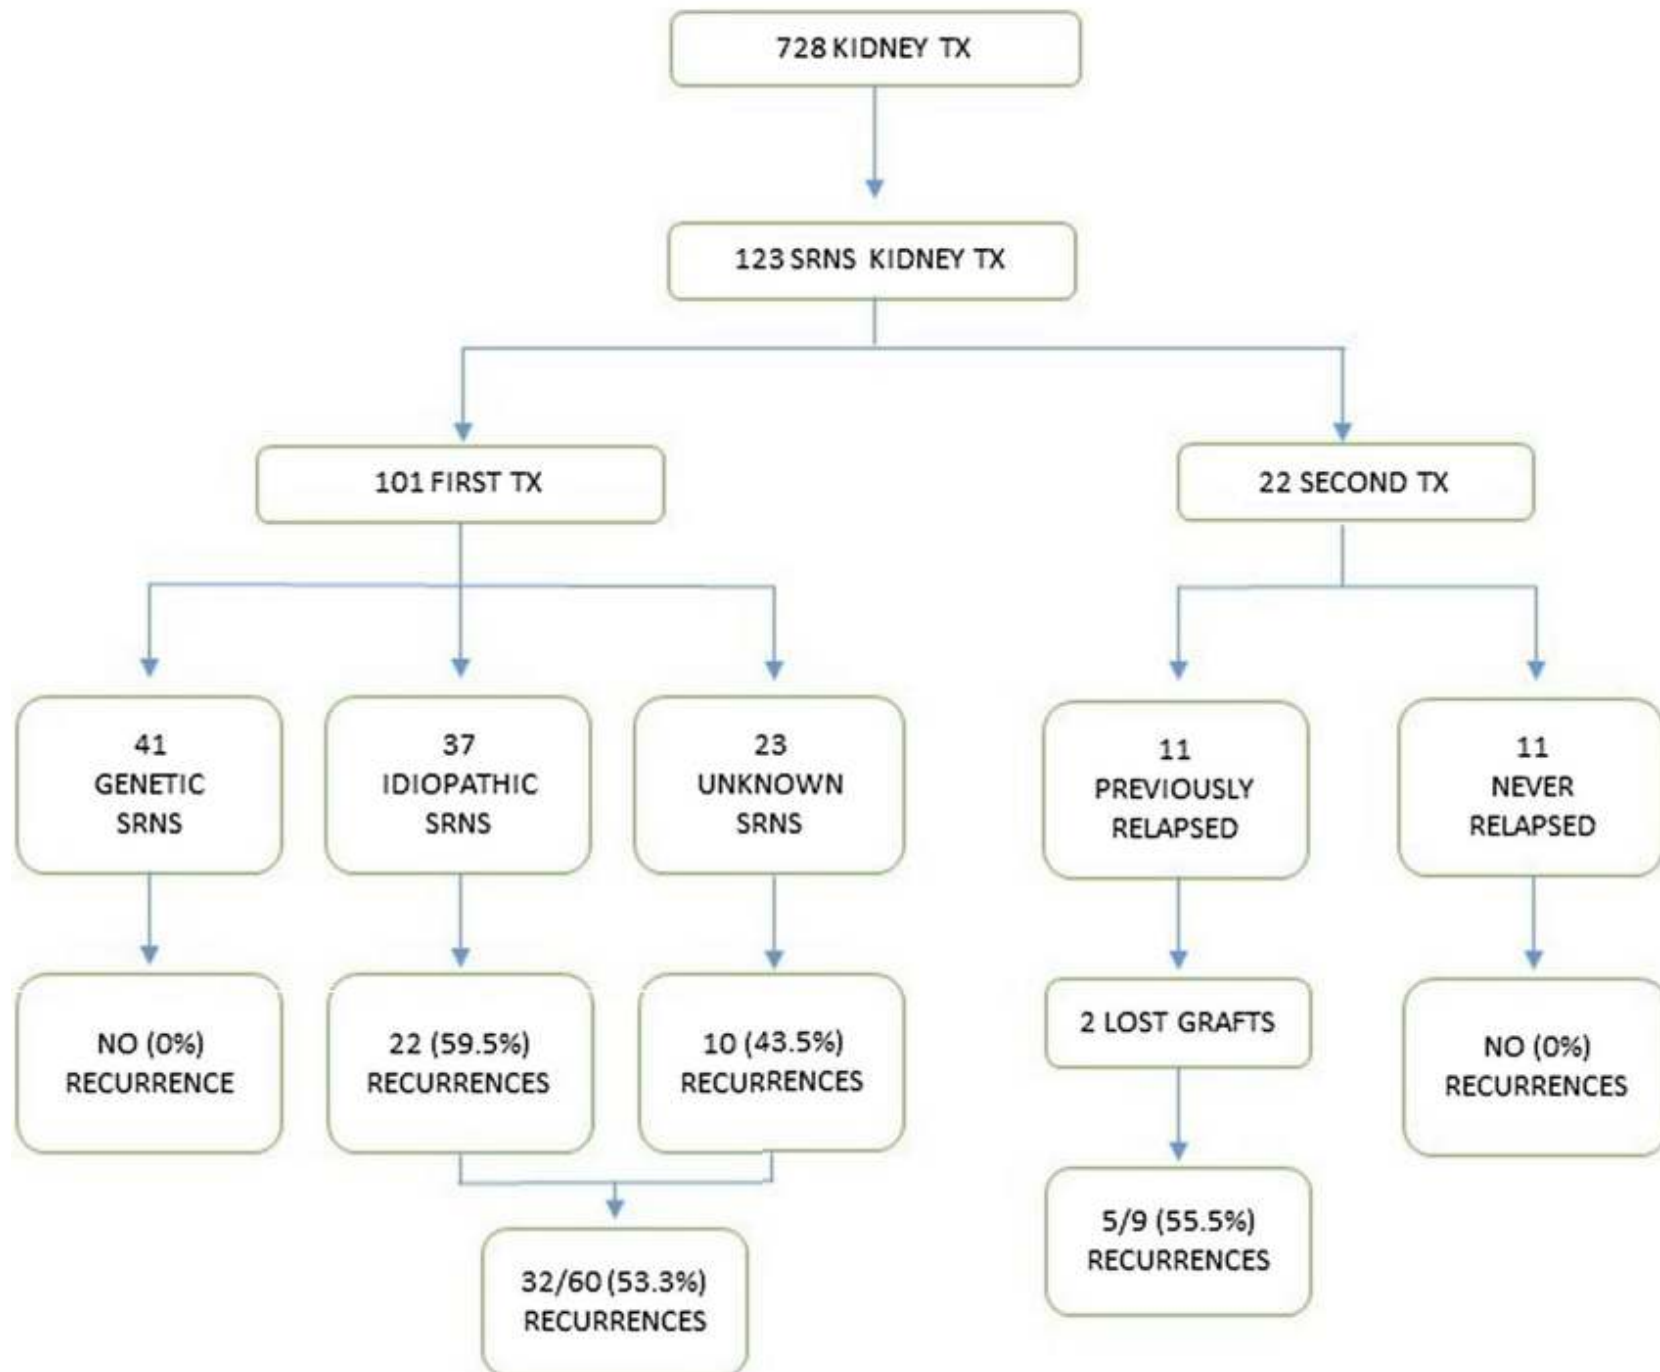 728 KIDNEY TX
123 SRNS KIDNEY TX
101 FIRST TX
22 SECOND TX
41
GENETIC
SRNS
37
IDIOPATHIC
SRNS
23
UNKNOWN
SRNS
11
PREVIOUSLY
RELAPSED
11
NEVER
RELAPSED
NO (0%)
RECURRENCE
22 (59.5%)
RECURRENCES
10 (43.5%)
RECURRENCES
2 LOST GRAFTS
NO (0%)
RECURRENCES
32/60 (53.3%)
RECURRENCES
5/9 (55.5%)
RECURRENCES